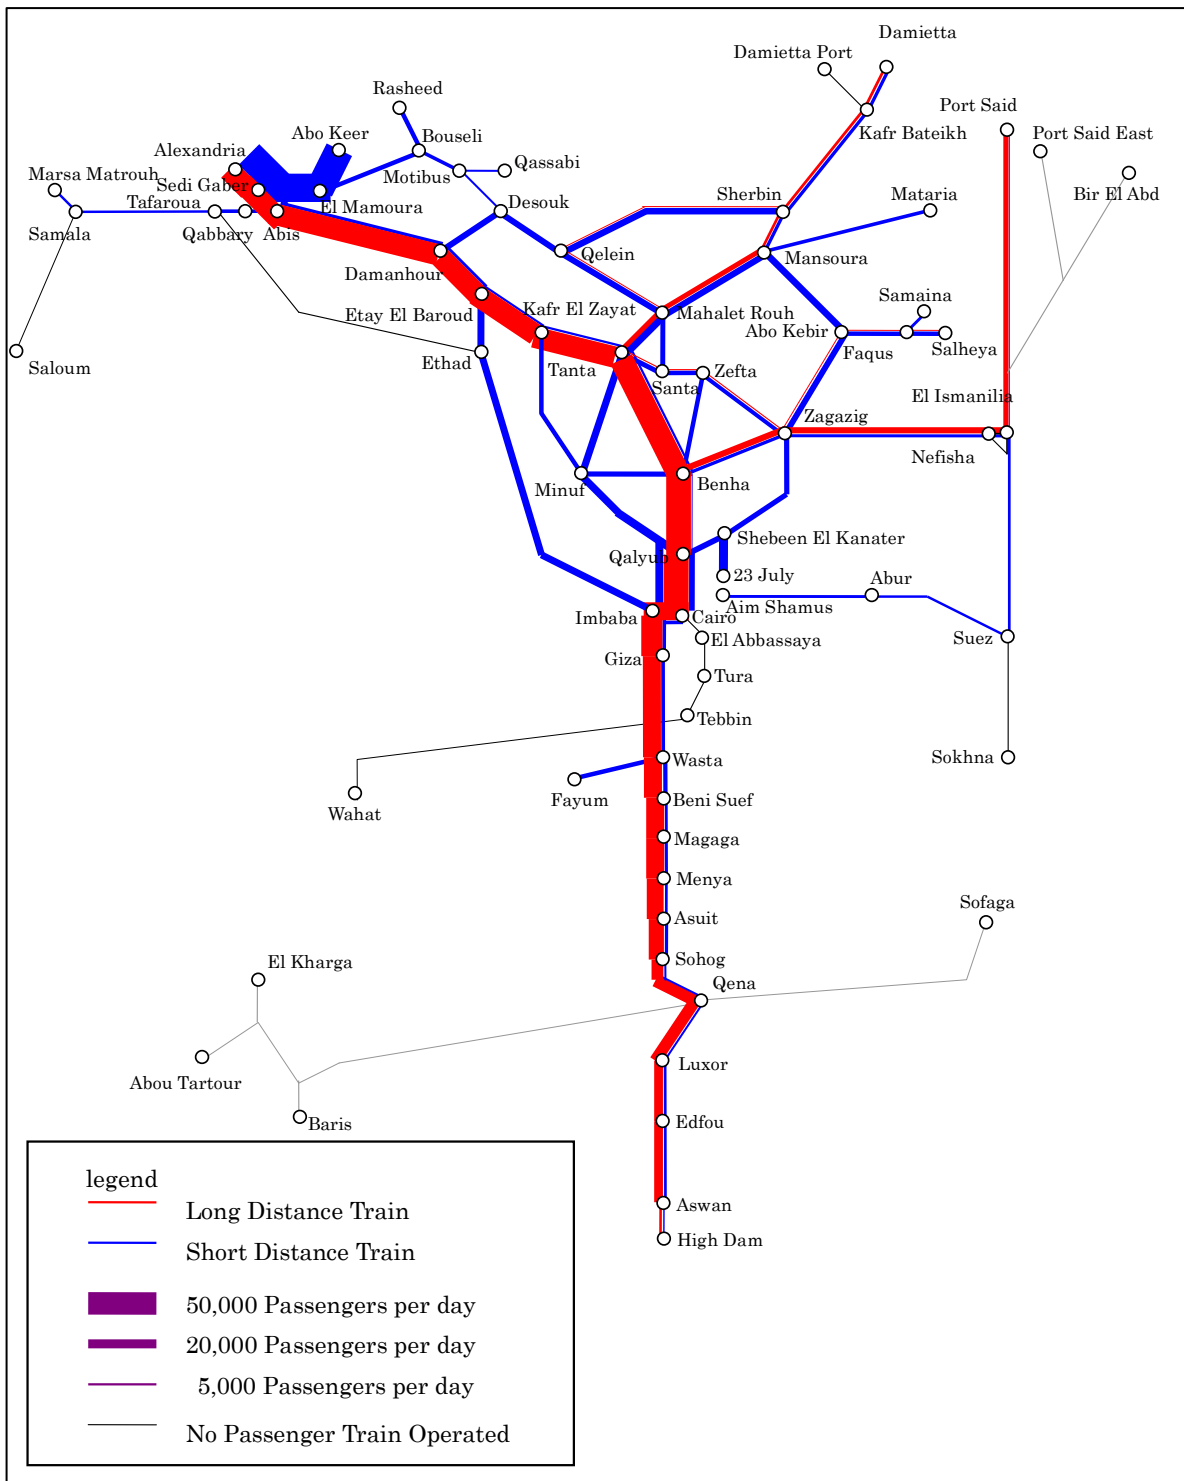 Damietta
Damietta Port
Rasheed
Port Said
Abo Keer
Bouseli
Kafr Bateikh
Port Said East
Alexandria
Qassabi
Marsa Matrouh
Sedi Gaber
Motibus
Bir El Abd
Tafaroua
El Mamoura
Desouk
Sherbin
Mataria
Samala
Qabbary
Abis
Damanhour
Qelein
Mansoura
Samaina
Etay El Baroud
Kafr El Zayat
Mahalet Rouh
Abo Kebir
Saloum
Ethad
Tanta
Santa
Zefta
Faqus
Salheya
El Ismanilia
Zagazig
Nefisha
Minuf
Benha
Qalyub
Shebeen El Kanater
23 July
Abur
Aim Shamus
Imbaba
Cairo
El Abbassaya
Suez
Giza
Tura
Tebbin
Wasta
Sokhna
Fayum
Beni Suef
Wahat
Magaga
Menya
Sofaga
Asuit
El Kharga
Sohog
Qena
Luxor
Abou Tartour
Baris
Edfou
legend
Aswan
Long Distance Train
High Dam
Short Distance Train
50,000 Passengers per day
20,000 Passengers per day
5,000 Passengers per day
No Passenger Train Operated